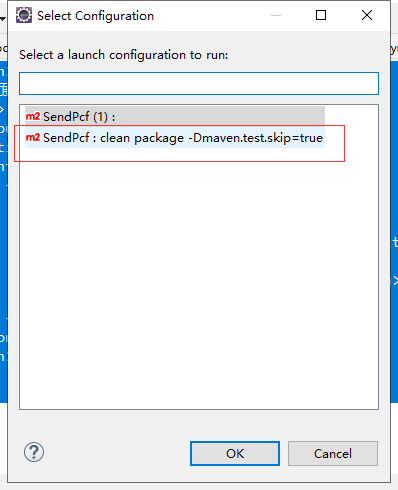 Select Configuration
Select a launch configuration to run:
m2 SendPcf (1) :
m2 SendPcf : clean package -Dmaven.test.skip=true
?
OK
Cancel